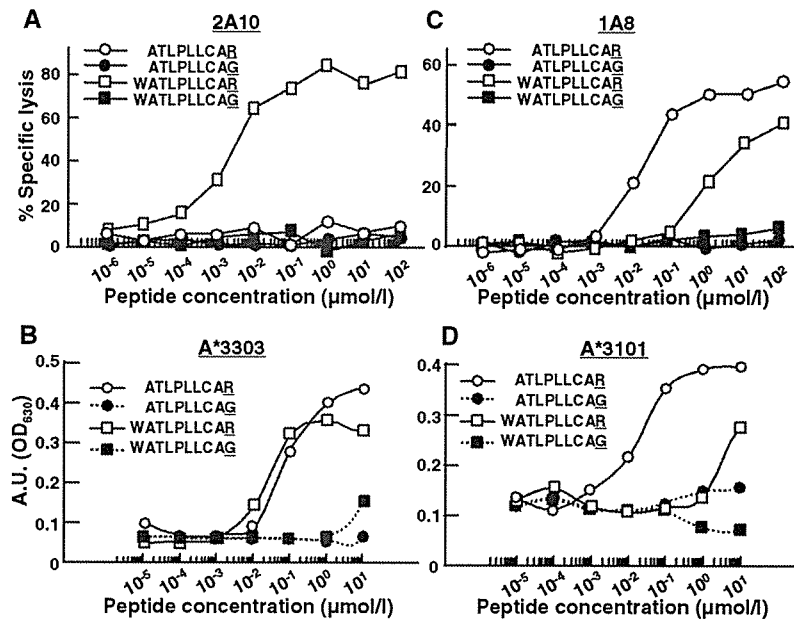 A
2A10
ATLPLLCAR
ATLPLLCAG
WATLPLLCAR
WATLPLLCAG
% Specific lysis
80
60
40
20
0
10-6 10-5 10-4 10-3 10-2 10-1 100 101 102
Peptide concentration (µmol/l)
C
1A8
ATLPLLCAR
ATLPLLCAG
WATLPLLCAR
WATLPLLCAG
60
40
20
0
10-6 10-5 10-4 10-3 10-2 10-1 100 101 102
Peptide concentration (µmol/l)
B
A*3303
ATLPLLCAR
ATLPLLCAG
WATLPLLCAR
WATLPLLCAG
A.U. (OD630)
0.5
0.4
0.3
0.2
0.1
0
10-5 10-4 10-3 10-2 10-1 100 101
Peptide concentration (µmol/l)
D
A*3101
ATLPLLCAR
ATLPLLCAG
WATLPLLCAR
WATLPLLCAG
0.4
0.3
0.2
0.1
0
10-5 10-4 10-3 10-2 10-1 100 101
Peptide concentration (µmol/l)